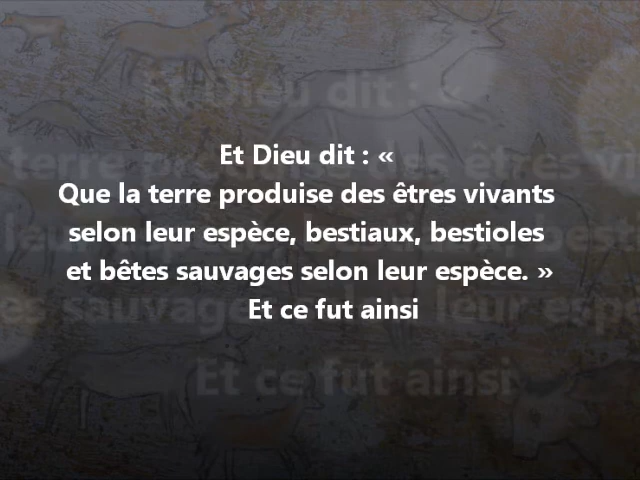 Et Dieu dit : «
Que la terre produise des êtres vivants
selon leur espèce, bestiaux, bestioles
et bêtes sauvages selon leur espèce. »
Et ce fut ainsi